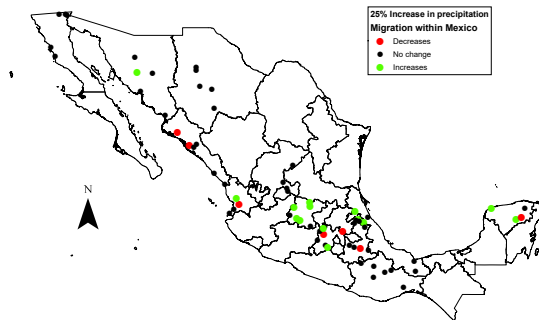 25% Increase in precipitation
Migration within Mexico
Decreases
No change
Increases
N